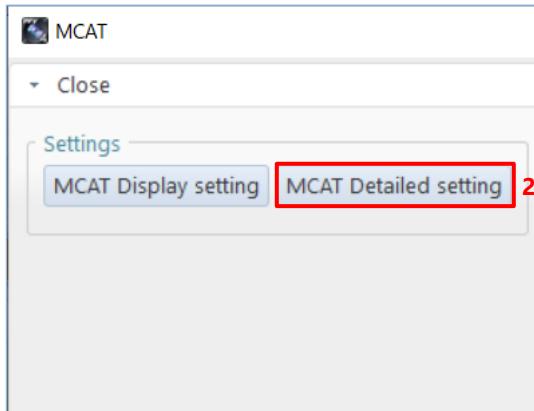 MCAT
Close
Settings
MCAT Display setting MCAT Detailed setting 2